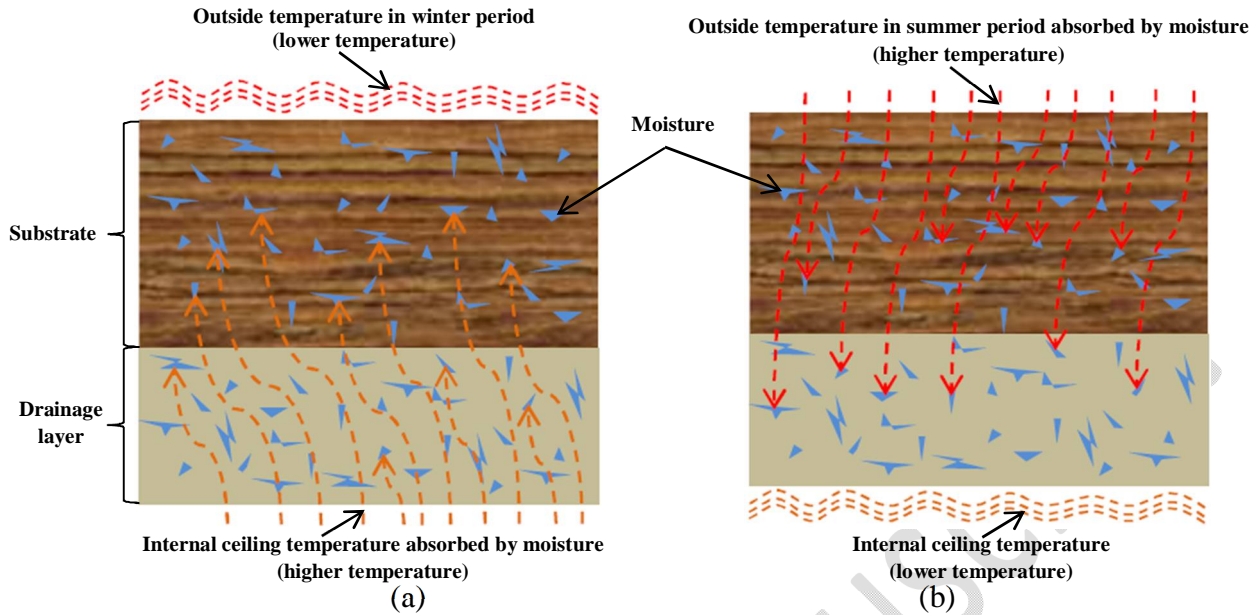 Outside temperature in winter period
(lower temperature)
Outside temperature in summer period absorbed by moisture
(higher temperature)
Moisture
Substrate
Drainage
layer
Internal ceiling temperature absorbed by moisture
(higher temperature)
(a)
Internal ceiling temperature
(lower temperature)
(b)